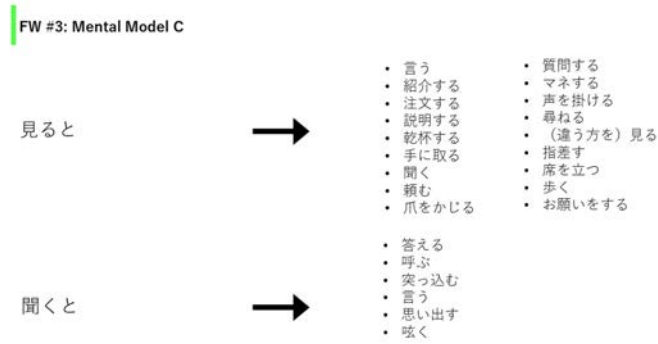 FW #3: Mental Model C
見ると
• 言う
• 紹介する
• 注文する
• 説明する
• 乾杯する
• 手に取る
• 聞く
• 頼む
• 爪をかじる
• 質問する
• マネする
• 声を掛ける
• 尋ねる
• （違う方を）見る
• 指差す
• 席を立つ
• 歩く
• お願いをする
聞くと
• 答える
• 呼ぶ
• 突っ込む
• 言う
• 思い出す
• 呟く